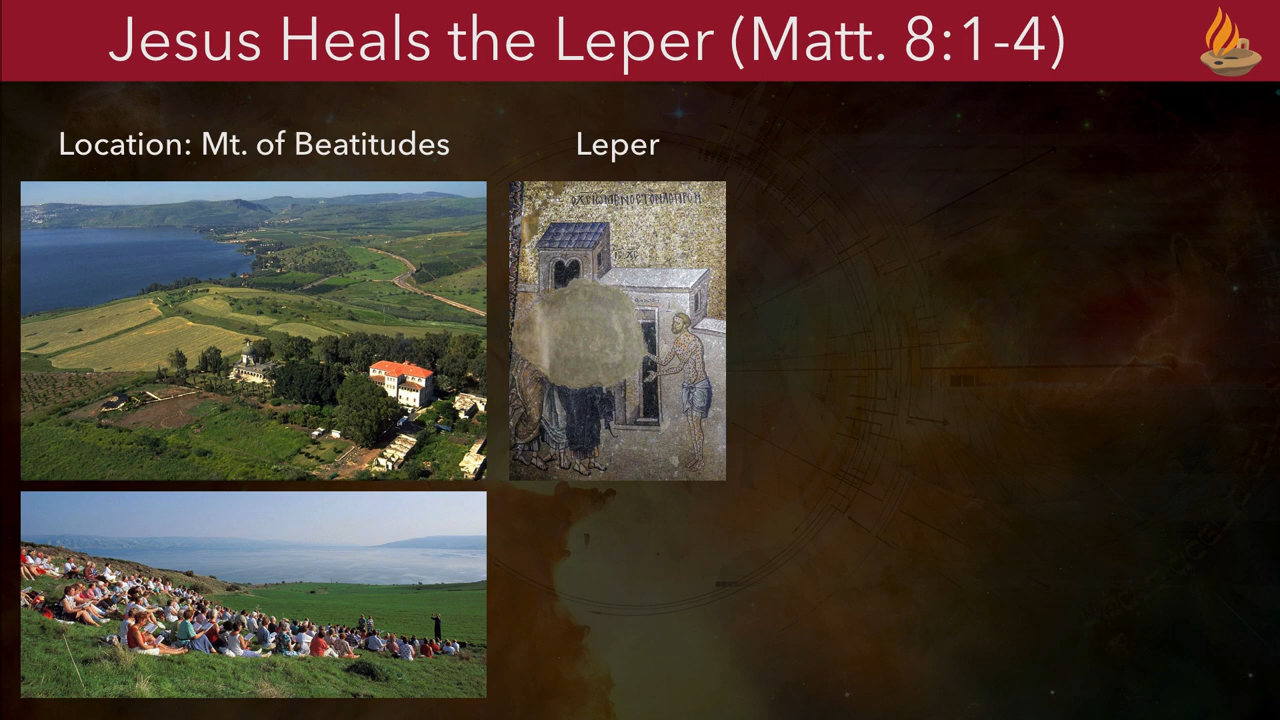 Jesus Heals the Leper (Matt. 8:1-4)
Location: Mt. of Beatitudes
Leper